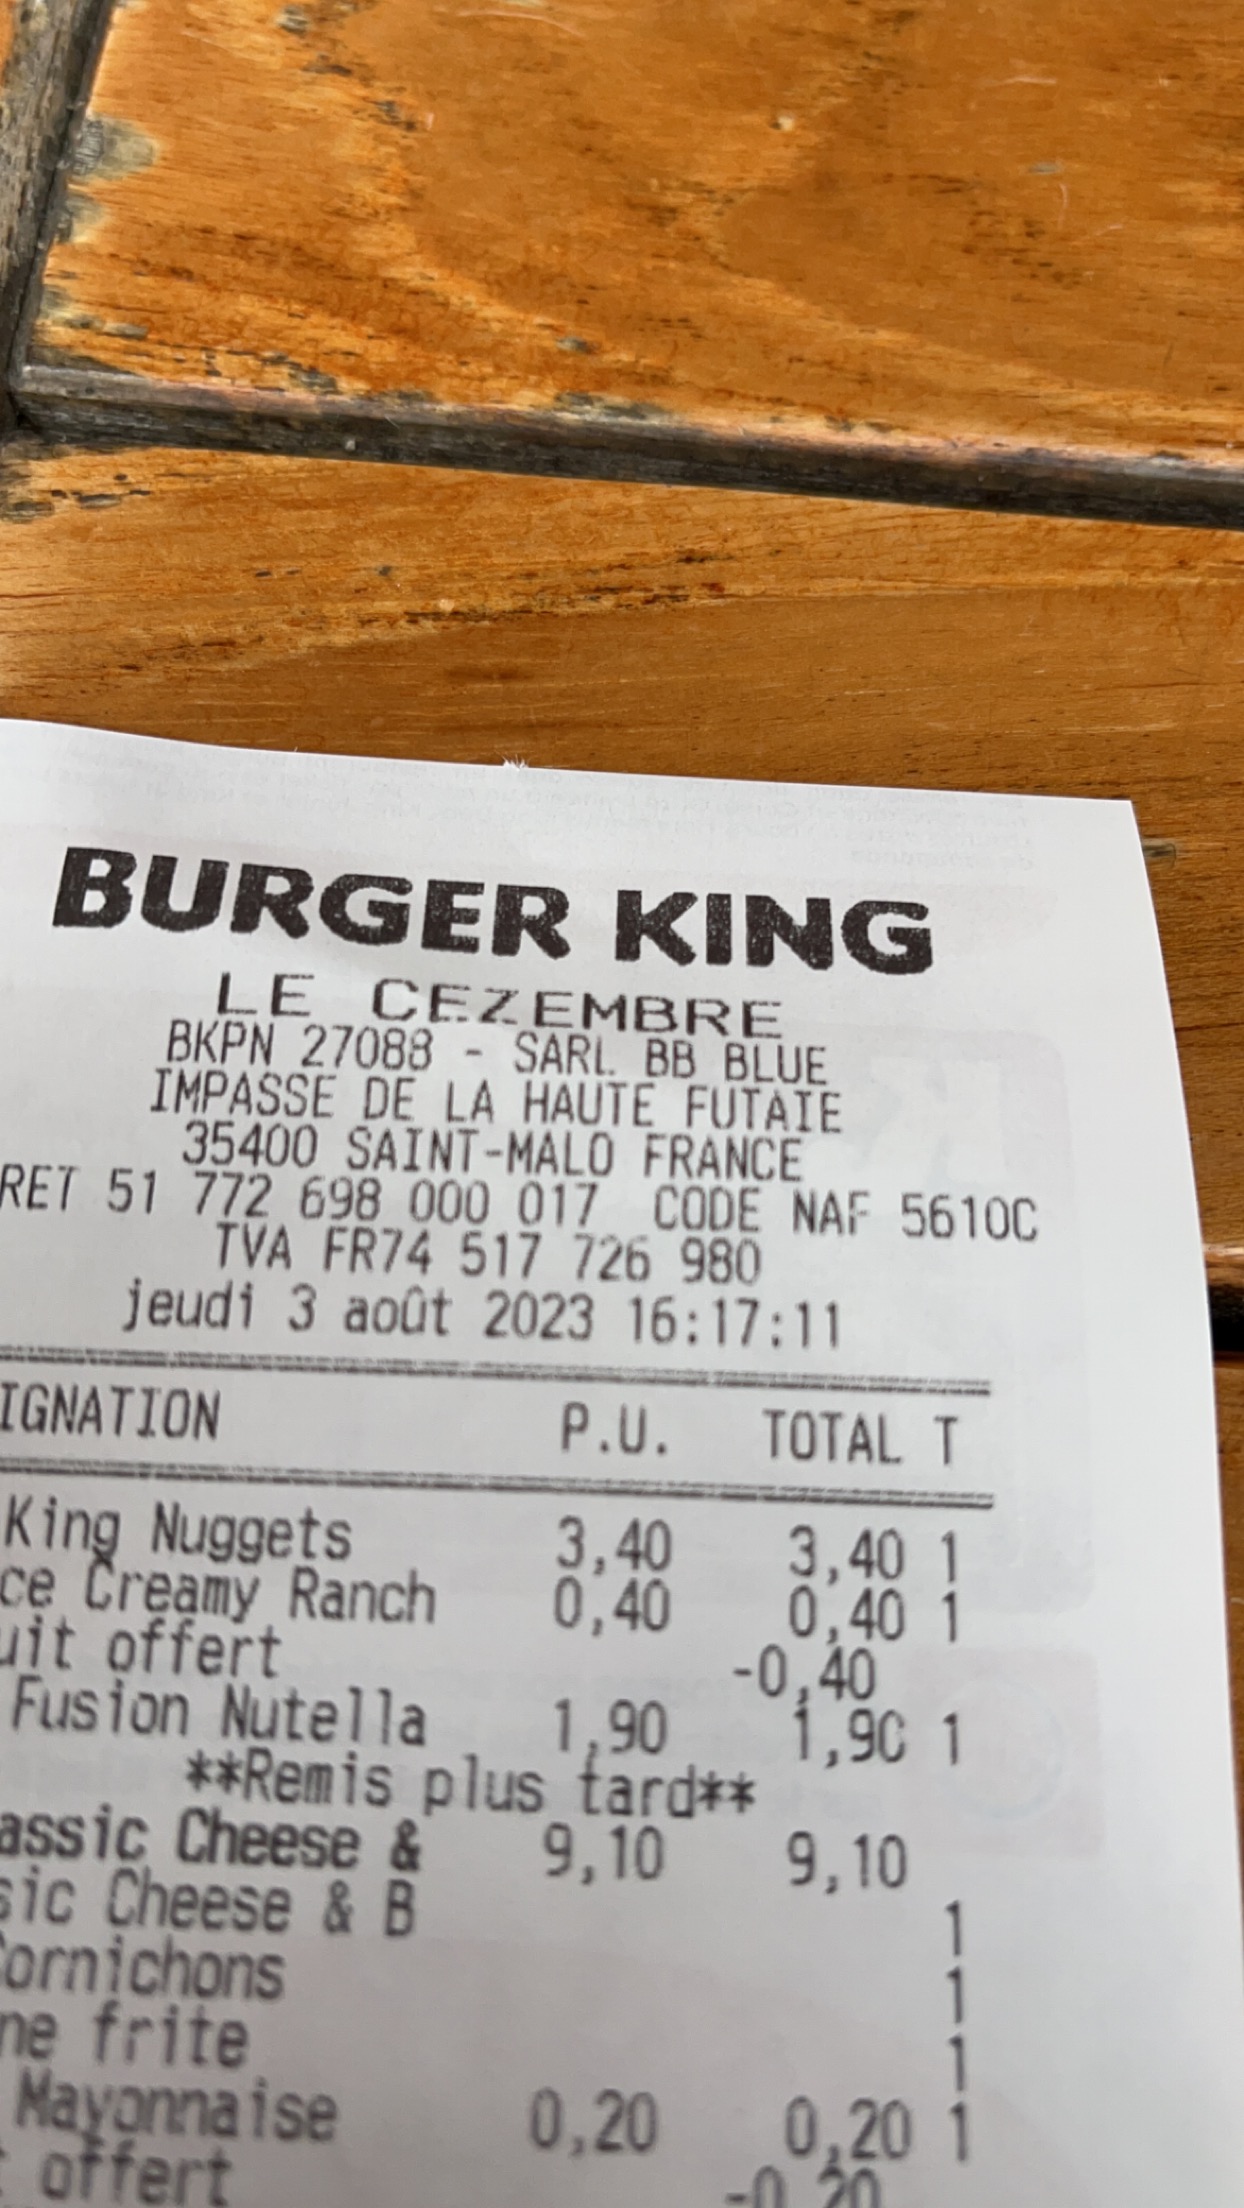 BURGER KING
LE CEZEMBRE
BKPN 27088 - SARL BB BLUE
IMPASSE DE LA HAUTE FUTAIE
35400 SAINT-MALO FRANCE
RET 51 772 698 000 017 CODE NAF 5610C
TVA FR74 517 726 980
jeudi 3 août 2023 16:17:11
IGNATION P.U. TOTAL T
King Nuggets 3,40 3,40 1
ce Creamy Ranch 0,40 0,40 1
uit offert -0,40
Fusion Nutella 1,90 1,90 1
**Remis plus tard**
assic Cheese & 9,10 9,10
sic Cheese & B 1
Cornichons 1
ne frite 1
Mayonnaise 0,20 0,20 1
offert -0,20